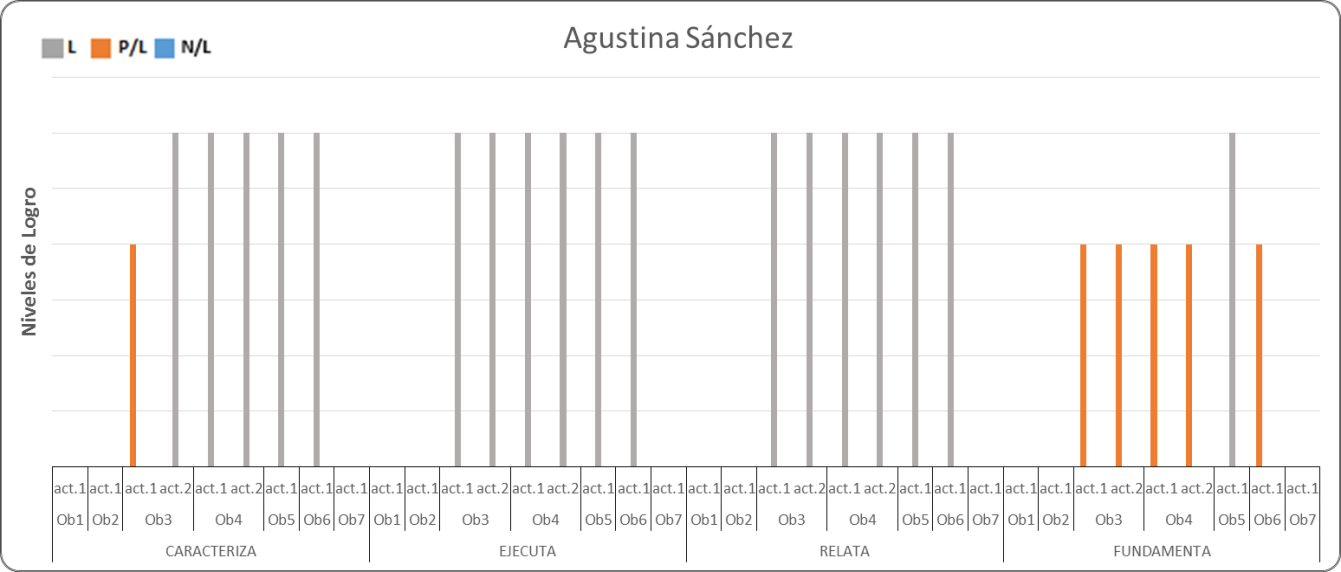 Agustina Sánchez
L P/L N/L
Niveles de Logro
act.1 act.1 act.1 act.2 act.1 act.2 act.1 act.1 act.1 act.1 act.1 act.1 act.2 act.1 act.2 act.1 act.1 act.1 act.1 act.1 act.1 act.2 act.1 act.2 act.1 act.1 act.1 act.1 act.1 act.1 act.2 act.1 act.2 act.1 act.1 act.1
Ob1 Ob2 Ob3 Ob4 Ob5 Ob6 Ob7 Ob1 Ob2 Ob3 Ob4 Ob5 Ob6 Ob7 Ob1 Ob2 Ob3 Ob4 Ob5 Ob6 Ob7 Ob1 Ob2 Ob3 Ob4 Ob5 Ob6 Ob7
CARACTERIZA EJECUTA RELATA FUNDAMENTA